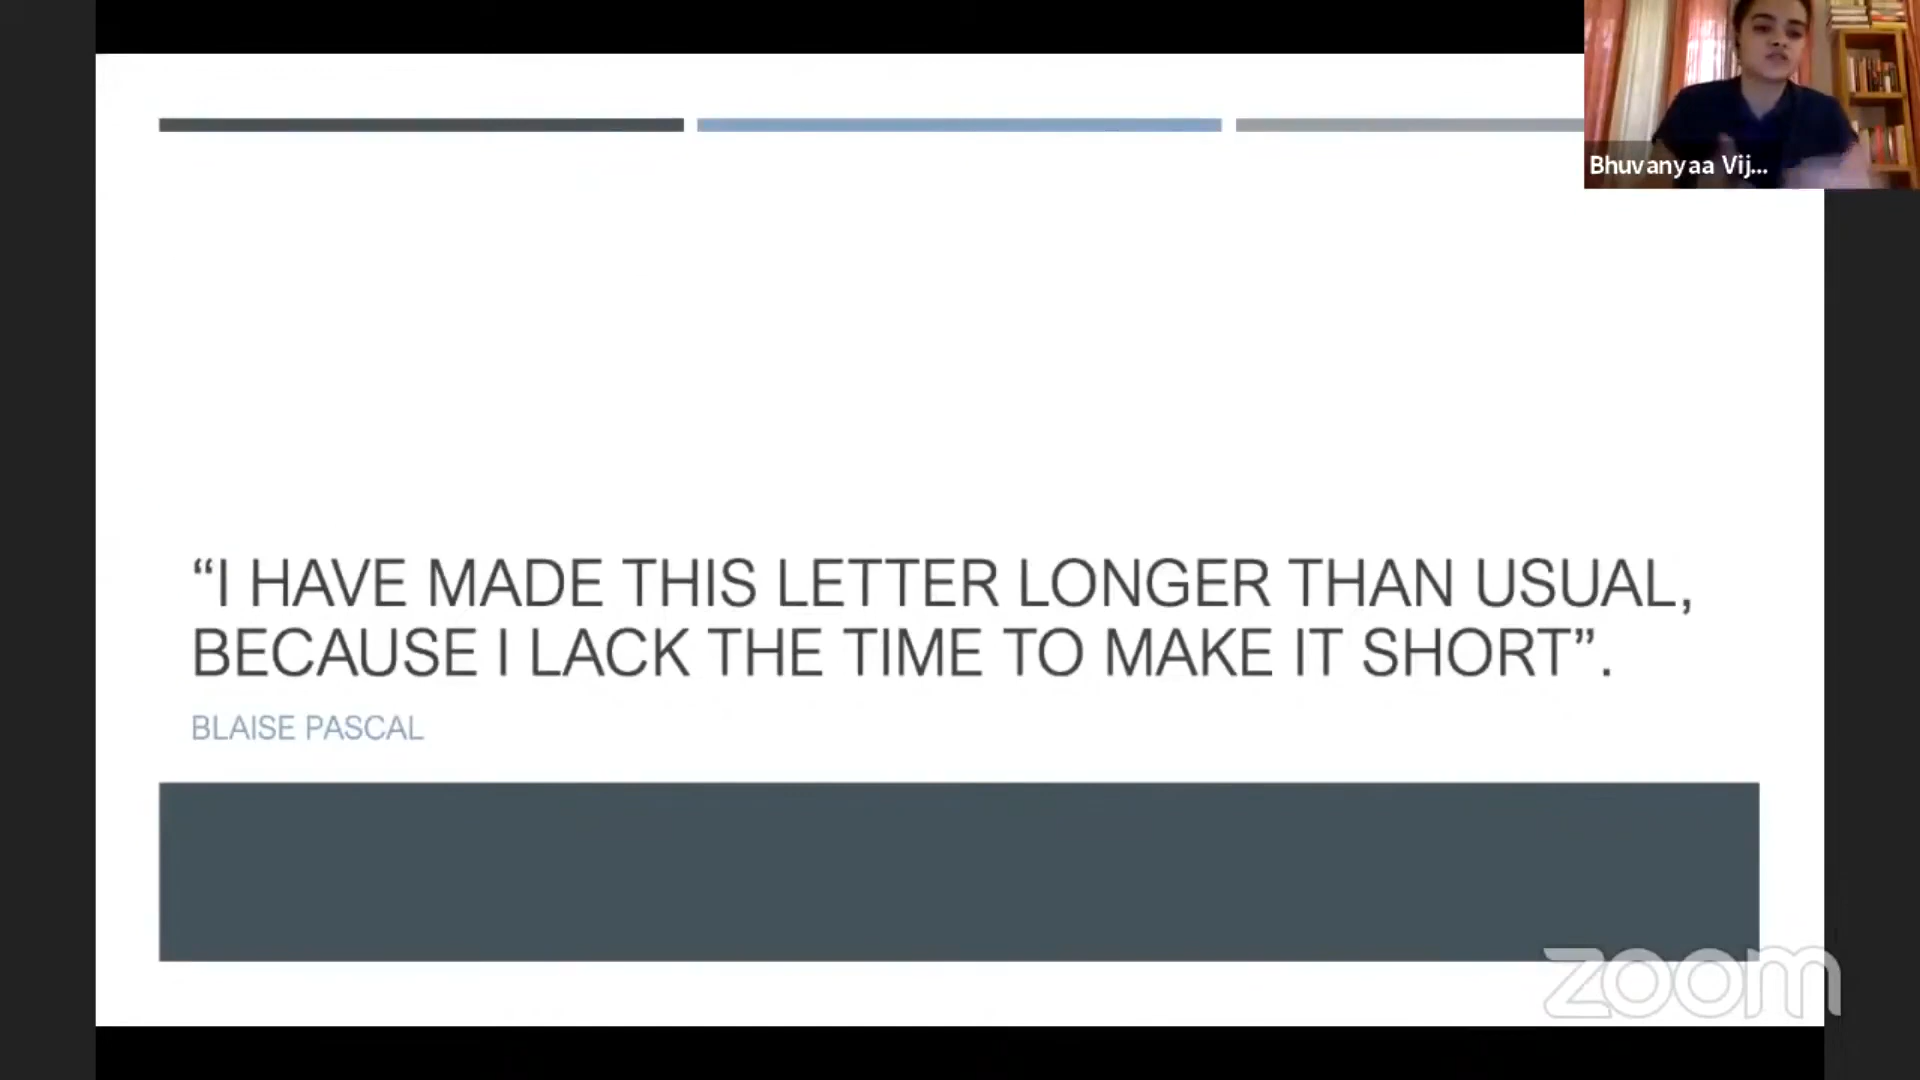 Bhuvanyaa Vij...
“I HAVE MADE THIS LETTER LONGER THAN USUAL,
BECAUSE I LACK THE TIME TO MAKE IT SHORT”.
BLAISE PASCAL
zoom